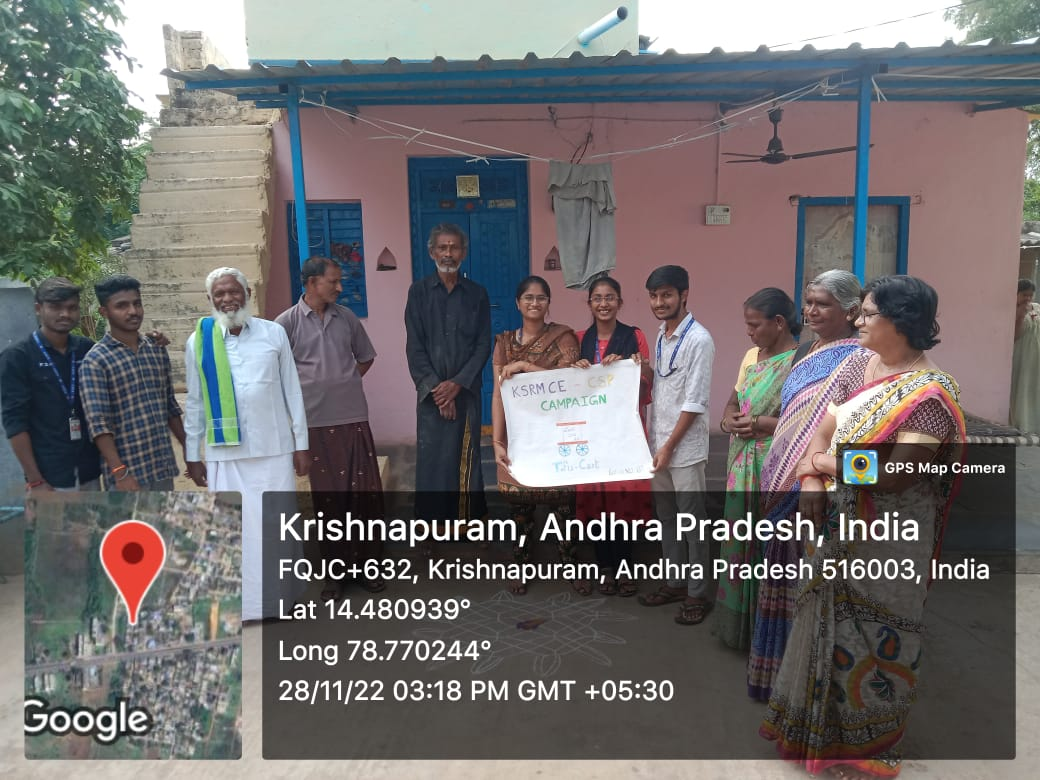 KSRMCE - CSP
CAMPAIGN
GPS Map Camera
Krishnapuram, Andhra Pradesh, India
FQJC+632, Krishnapuram, Andhra Pradesh 516003, India
Lat 14.480939°
Long 78.770244°
28/11/22 03:18 PM GMT +05:30
Google